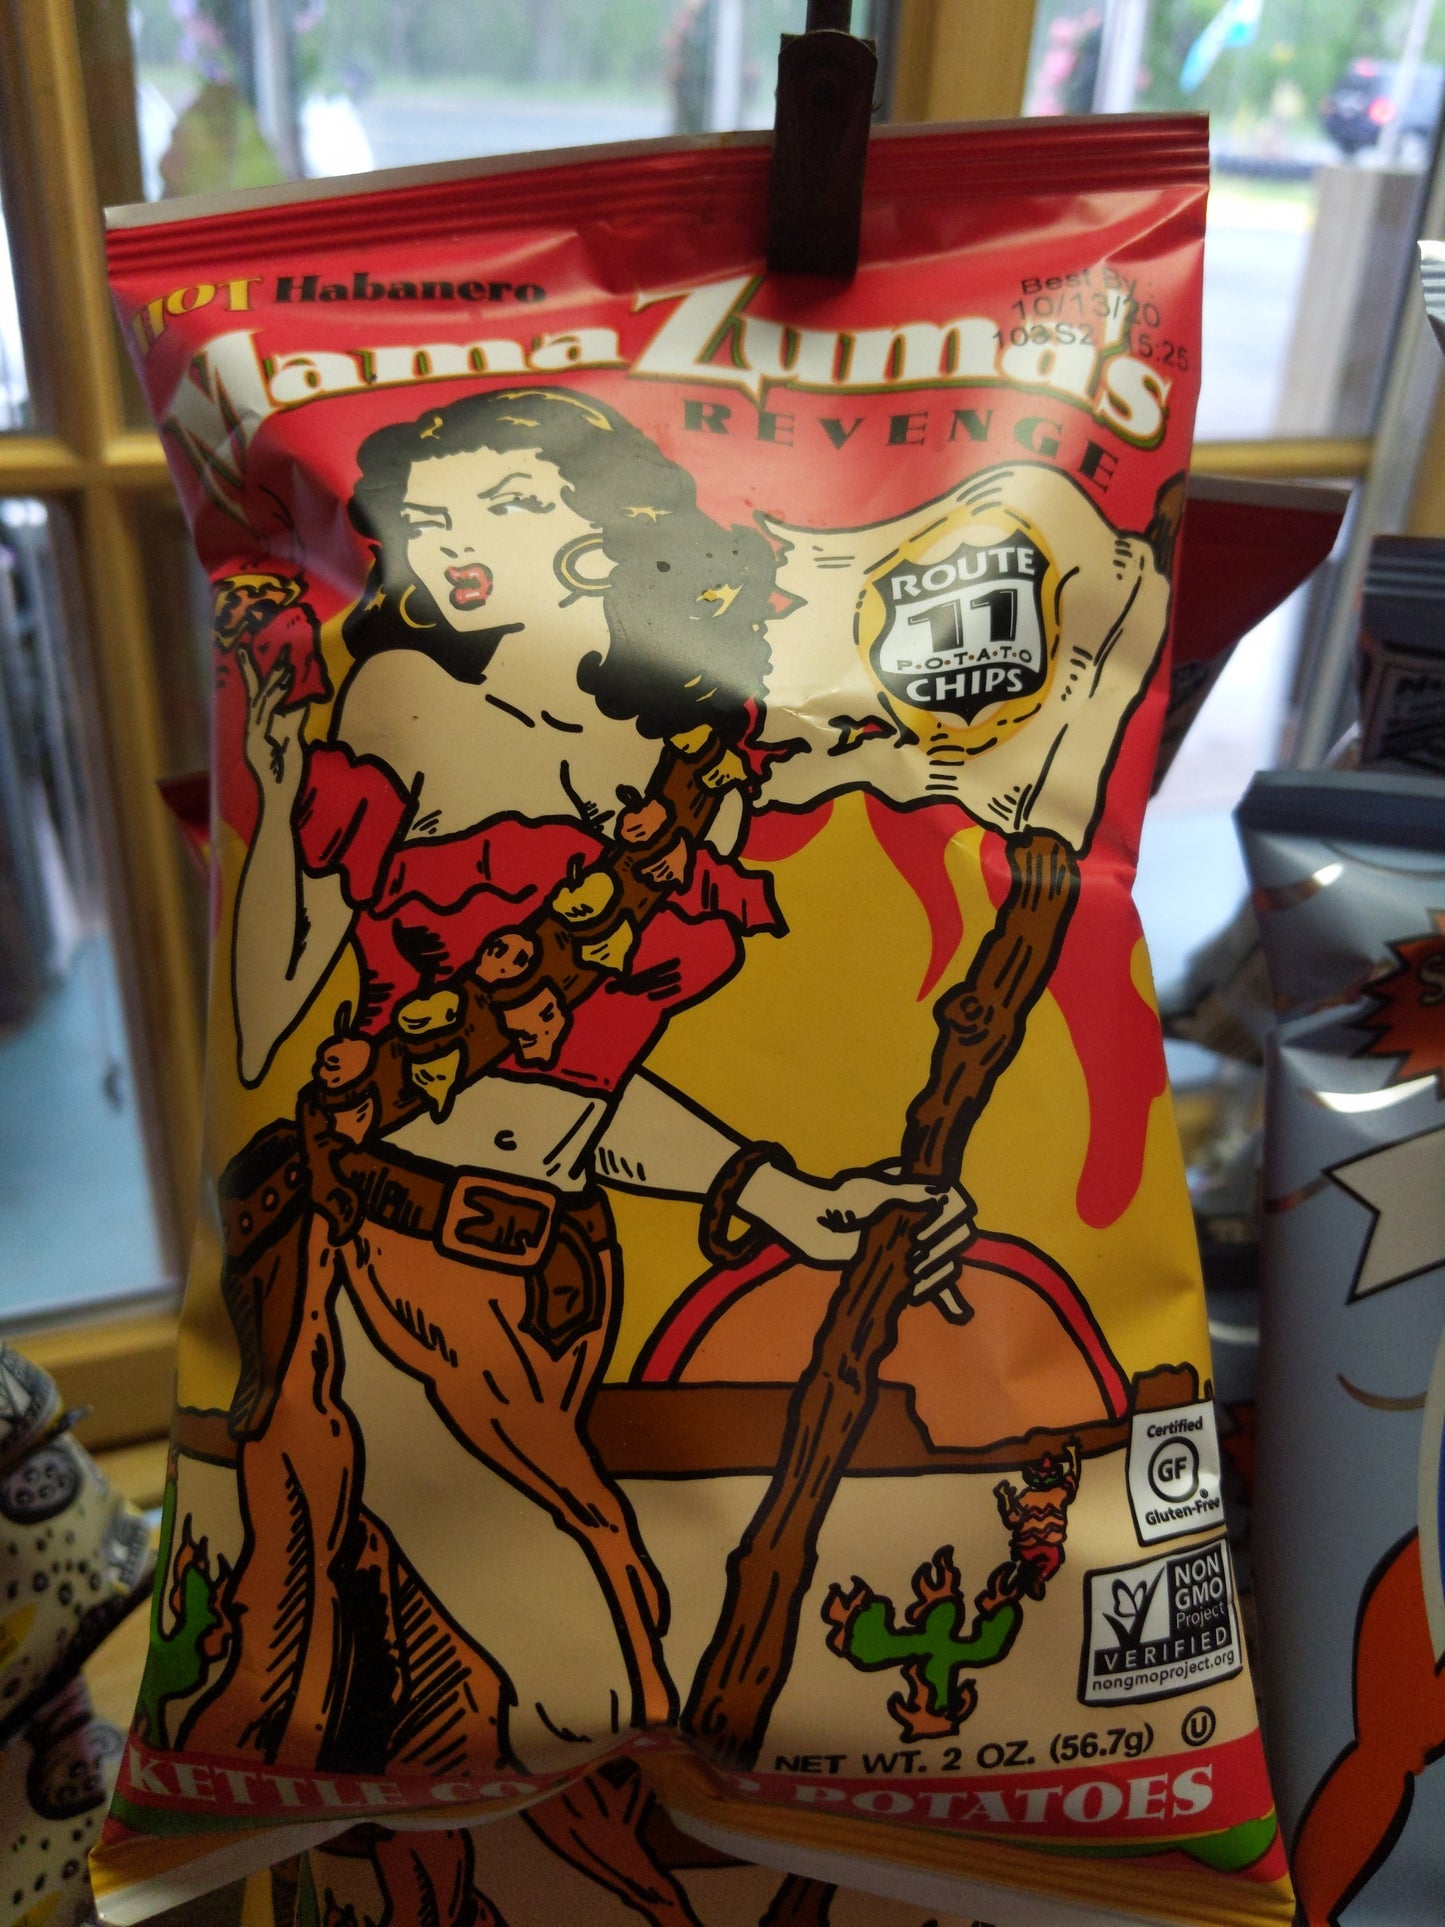 HOT Habanero
Mama Zuma's
REVENGE
Best By:
10/13/20
103S2 15:25
ROUTE
11
P·O·T·A·T·O
CHIPS
Certified
GF
®
Gluten-Free
NON
GMO
Project
VERIFIED
nongmoproject.org
NET WT. 2 OZ. (56.7g) U
KETTLE POTATOES